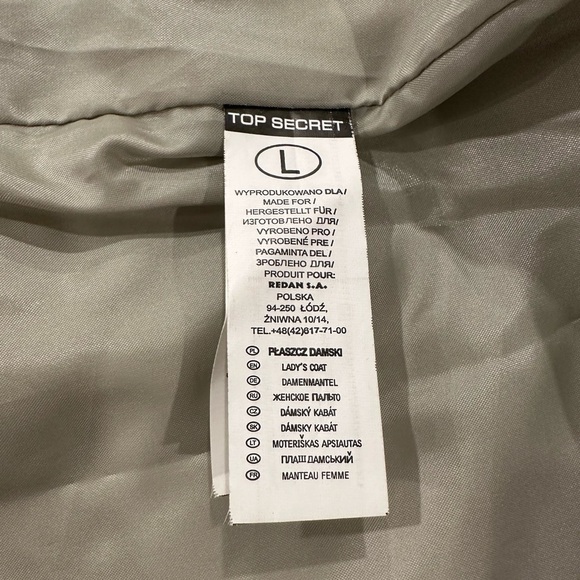 TOP SECRET
L
WYPRODUKOWANO DLA/
MADE FOR/
HERGESTELLT FÜR/
ИЗГОТОВЛЕНО ДЛЯ/
VYROBENO PRO/
VYROBENÉ PRE/
PAGAMINTA DEL/
ЗРОБЛЕНО ДЛЯ/
PRODUIT POUR:
REDAN S.A.
POLSKA
94-250 ŁÓDŹ,
ŻNIWNA 10/14,
TEL.+48(42)617-71-00
PL PŁASZCZ DAMSKI
EN LADY'S COAT
DE DAMENMANTEL
RU ЖЕНСКОЕ ПАЛЬТО
CZ DÁMSKÝ KABÁT
SK DÁMSKY KABÁT
LT MOTERIŠKAS APSIAUTAS
UA ПЛАЩ ДАМСЬКИЙ
FR MANTEAU FEMME